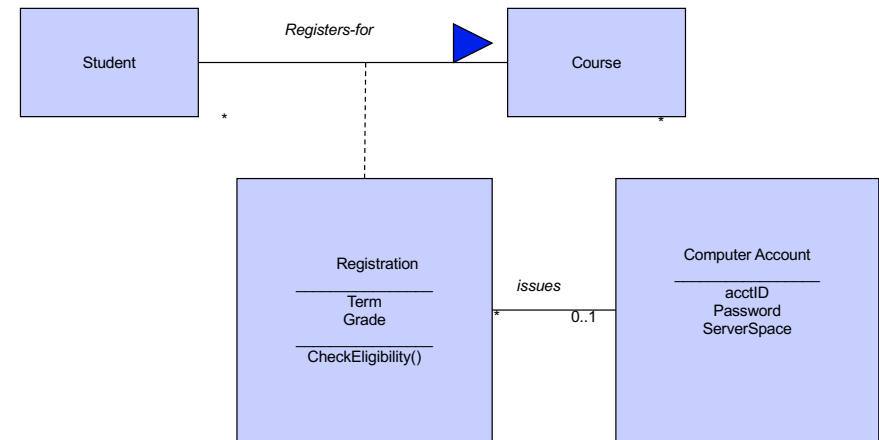 Registers-for
Student
Course
*
*
Registration
Term
Grade
CheckEligibility()
issues
*
0..1
Computer Account
acctID
Password
ServerSpace